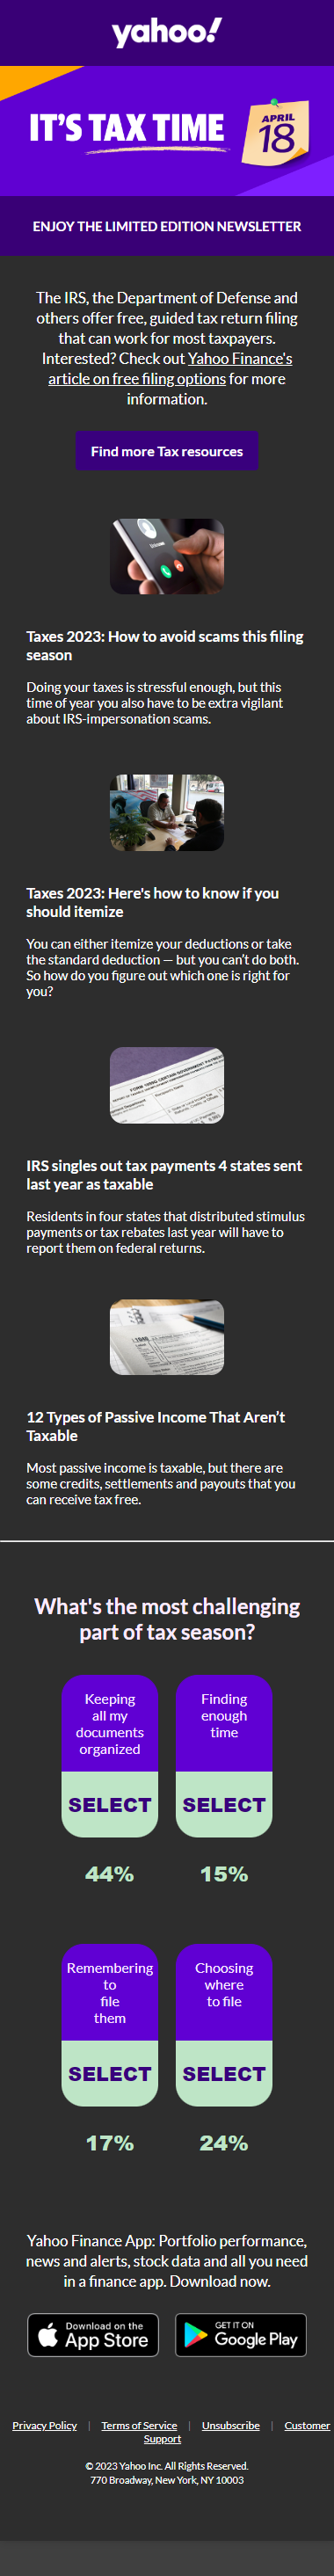 yahoo!
IT'S TAX TIME
APRIL
18
ENJOY THE LIMITED EDITION NEWSLETTER
The IRS, the Department of Defense and
others offer free, guided tax return filing
that can work for most taxpayers.
Interested? Check out Yahoo Finance's
article on free filing options for more
information.
Find more Tax resources
Taxes 2023: How to avoid scams this filing
season
Doing your taxes is stressful enough, but this
time of year you also have to be extra vigilant
about IRS-impersonation scams.
Taxes 2023: Here's how to know if you
should itemize
You can either itemize your deductions or take
the standard deduction — but you can't do both.
So how do you figure out which one is right for
you?
IRS singles out tax payments 4 states sent
last year as taxable
Residents in four states that distributed stimulus
payments or tax rebates last year will have to
report them on federal returns.
1040
12 Types of Passive Income That Aren't
Taxable
Most passive income is taxable, but there are
some credits, settlements and payouts that you
can receive tax free.
What's the most challenging
part of tax season?
Keeping
all my
documents
organized
SELECT
44%
Finding
enough
time
SELECT
15%
Remembering
to
file
them
SELECT
17%
Choosing
where
to file
SELECT
24%
Yahoo Finance App: Portfolio performance,
news and alerts, stock data and all you need
in a finance app. Download now.
Download on the
App Store
GET IT ON
Google Play
Privacy Policy | Terms of Service | Unsubscribe | Customer
Support
© 2023 Yahoo Inc. All Rights Reserved.
770 Broadway, New York, NY 10003